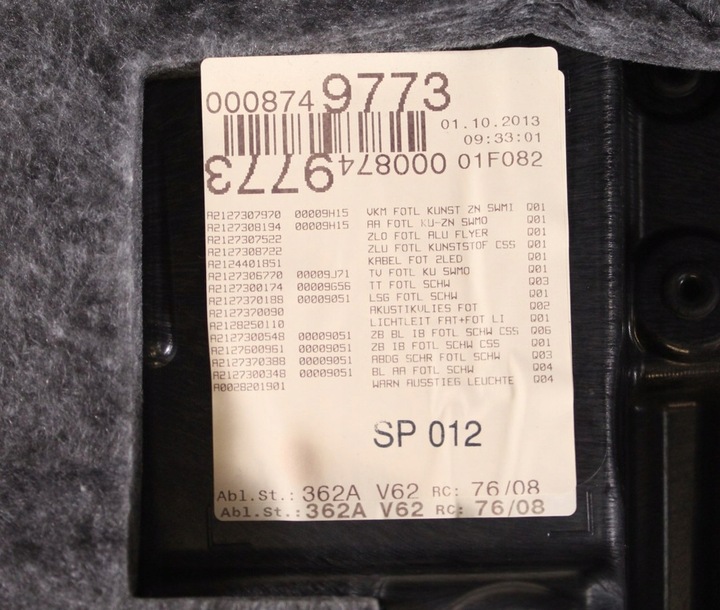 000874 9773
01.10.2013
09:33:01
000874 9773 01F082
A2127307970 00009H15 VKM FOTL KUNST ZN SWMI Q01
A2127308194 00009H15 AA FOTL KU-ZN SWMO Q01
A2127307522 ZLO FOTL ALU FLYER Q01
A2127308722 ZLU FOTL KUNSTSTOF CSS Q01
A2124401851 KABEL FOT 2LED Q01
A2127306770 00009J71 TV FOTL KU SWMO Q01
A2127300174 00009G56 TT FOTL SCHW Q03
A2127370188 00009051 LSG FOTL SCHW Q01
A2127370090 AKUSTIKVLIES FOT Q02
A2128250110 LICHTLEIT FAT+FOT LI Q01
A2127300548 00009051 ZB BL IB FOTL SCHW CSS Q06
A2127600961 00009051 ZB IB FOTL SCHW CSS Q01
A2127370388 00009051 ABDG SCHR FOTL SCHW Q03
A2127300348 00009051 BL AA FOTL SCHW Q04
A0028201901 WARN AUSSTIEG LEUCHTE Q04
SP 012
Abl.St.: 362A V62 RC: 76/08
Abl.St.: 362A V62 RC: 76/08